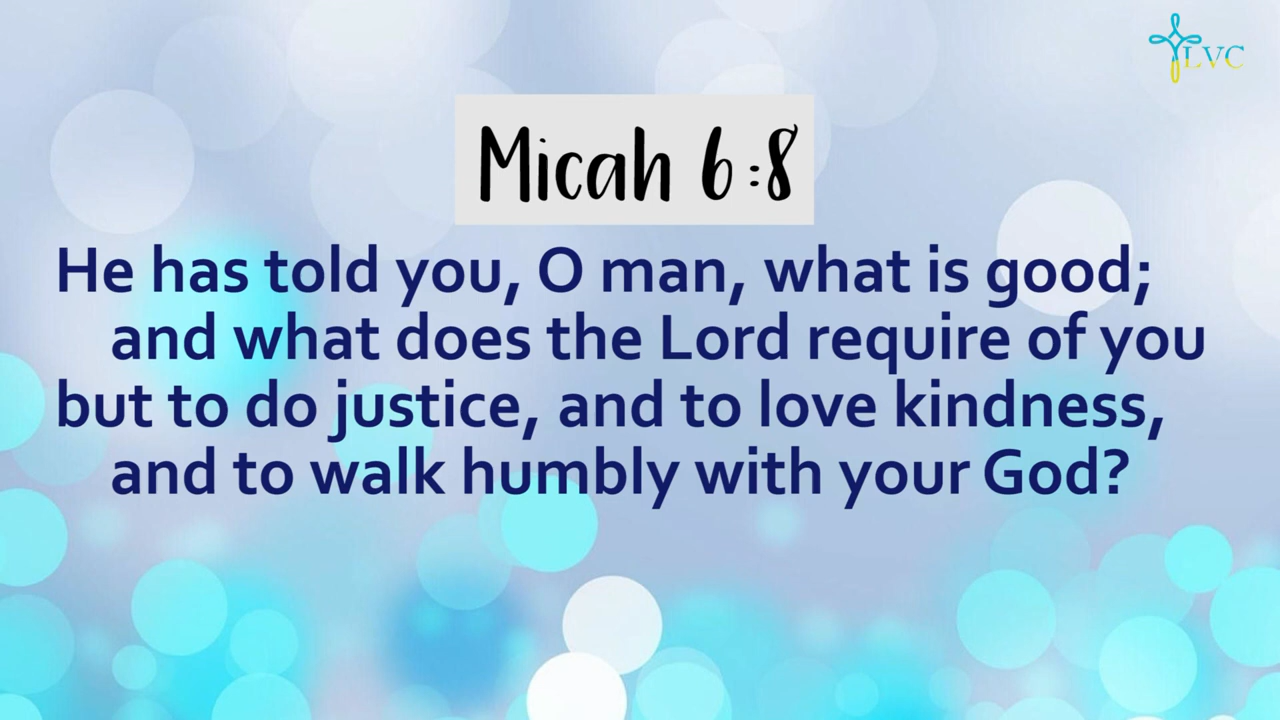 LVC
Micah 6:8
He has told you, O man, what is good;
and what does the Lord require of you
but to do justice, and to love kindness,
and to walk humbly with your God?